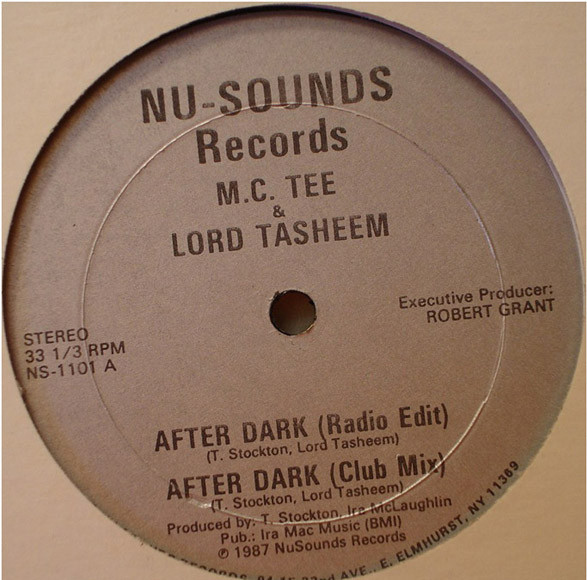 NU-SOUNDS
Records
M.C. TEE
&
LORD TASHEEM
Executive Producer:
ROBERT GRANT
STEREO
33 1/3 RPM
NS-1101 A
AFTER DARK (Radio Edit)
(T. Stockton, Lord Tasheem)
AFTER DARK (Club Mix)
(T. Stockton, Lord Tasheem)
Produced by: T. Stockton, Ira McLaughlin
Pub.: Ira Mac Music (BMI)
℗ 1987 NuSounds Records
AVE., E. ELMHURST, NY 11369